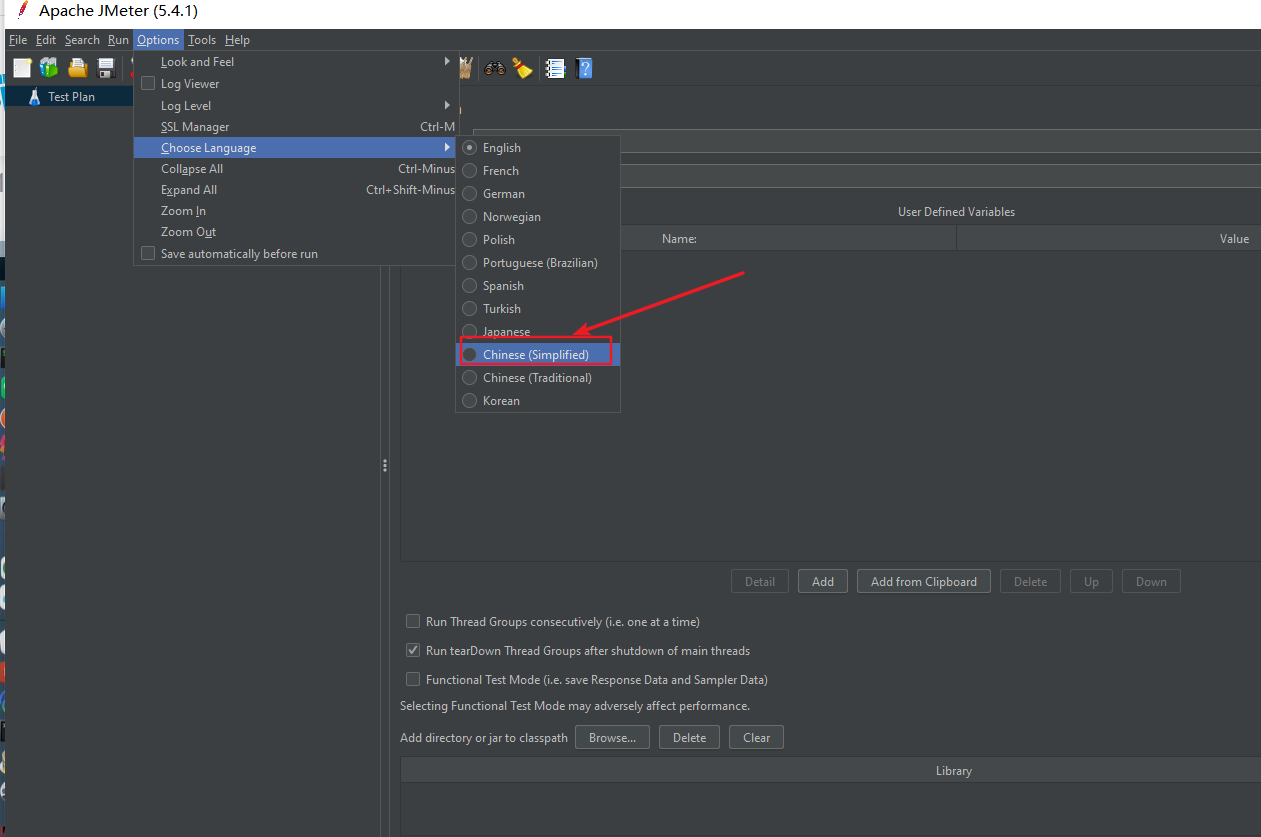 Apache JMeter (5.4.1)
File Edit Search Run Options Tools Help
Look and Feel
Log Viewer
Log Level
SSL Manager Ctrl-M
Choose Language
Collapse All Ctrl-Minus
Expand All Ctrl+Shift-Minus
Zoom In
Zoom Out
Save automatically before run
Test Plan
English
French
German
Norwegian
Polish
Portuguese (Brazilian)
Spanish
Turkish
Japanese
Chinese (Simplified)
Chinese (Traditional)
Korean
User Defined Variables
Name: Value
Detail Add Add from Clipboard Delete Up Down
Run Thread Groups consecutively (i.e. one at a time)
Run tearDown Thread Groups after shutdown of main threads
Functional Test Mode (i.e. save Response Data and Sampler Data)
Selecting Functional Test Mode may adversely affect performance.
Add directory or jar to classpath Browse... Delete Clear
Library